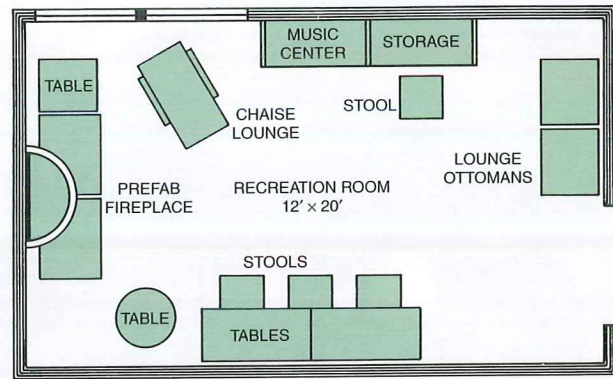 MUSIC
CENTER
STORAGE
TABLE
CHAISE
LOUNGE
STOOL
LOUNGE
OTTOMANS
PREFAB
FIREPLACE
RECREATION ROOM
12′ × 20′
STOOLS
TABLE
TABLES